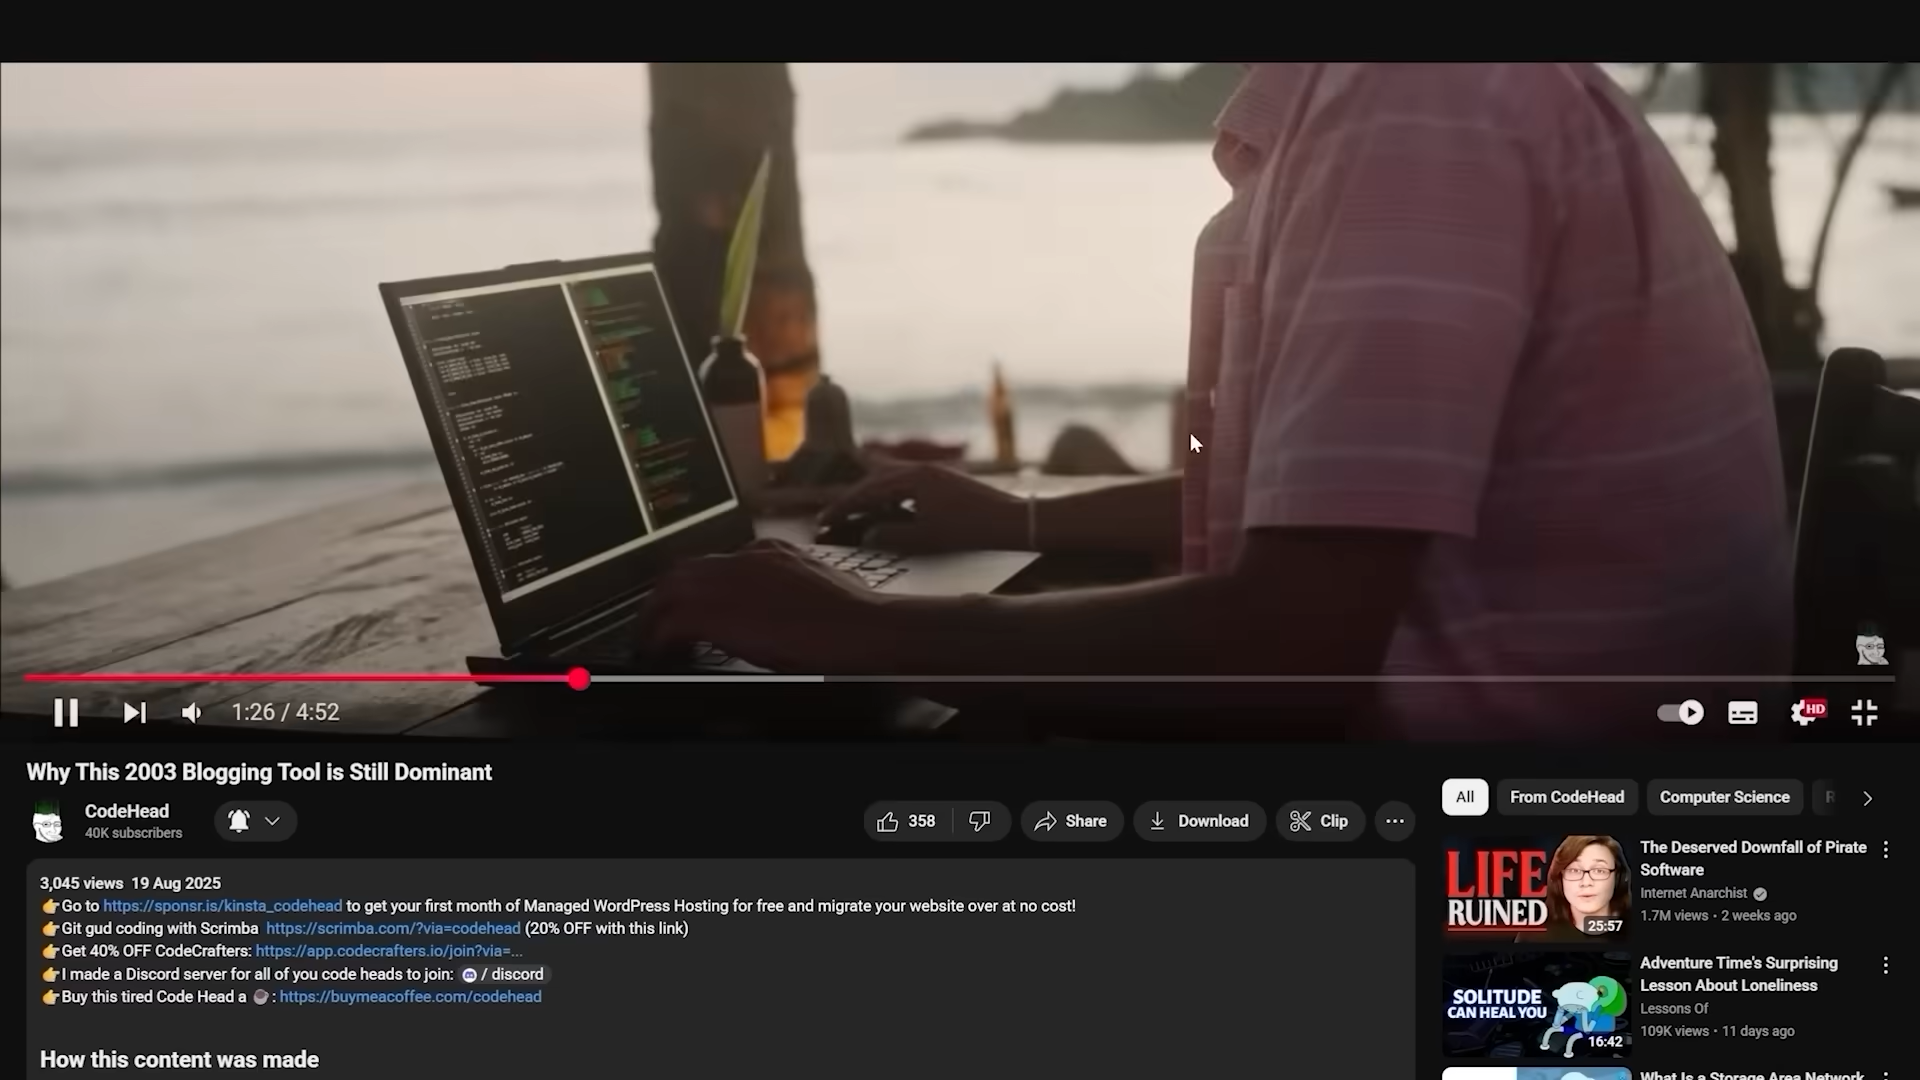 1:26 / 4:52
HD
Why This 2003 Blogging Tool is Still Dominant
CodeHead
40K subscribers
358
Share
Download
Clip
3,045 views 19 Aug 2025
👉Go to https://sponsr.is/kinsta_codehead to get your first month of Managed WordPress Hosting for free and migrate your website over at no cost!
👉Git gud coding with Scrimba https://scrimba.com/?via=codehead (20% OFF with this link)
👉Get 40% OFF CodeCrafters: https://app.codecrafters.io/join?via=...
👉I made a Discord server for all of you code heads to join: / discord
👉Buy this tired Code Head a ☕: https://buymeacoffee.com/codehead
How this content was made
All
From CodeHead
Computer Science
LIFE
RUINED
25:57
The Deserved Downfall of Pirate
Software
Internet Anarchist
1.7M views • 2 weeks ago
SOLITUDE
CAN HEAL YOU
16:42
Adventure Time's Surprising
Lesson About Loneliness
Lessons Of
109K views • 11 days ago
What Is a Storage Area Network